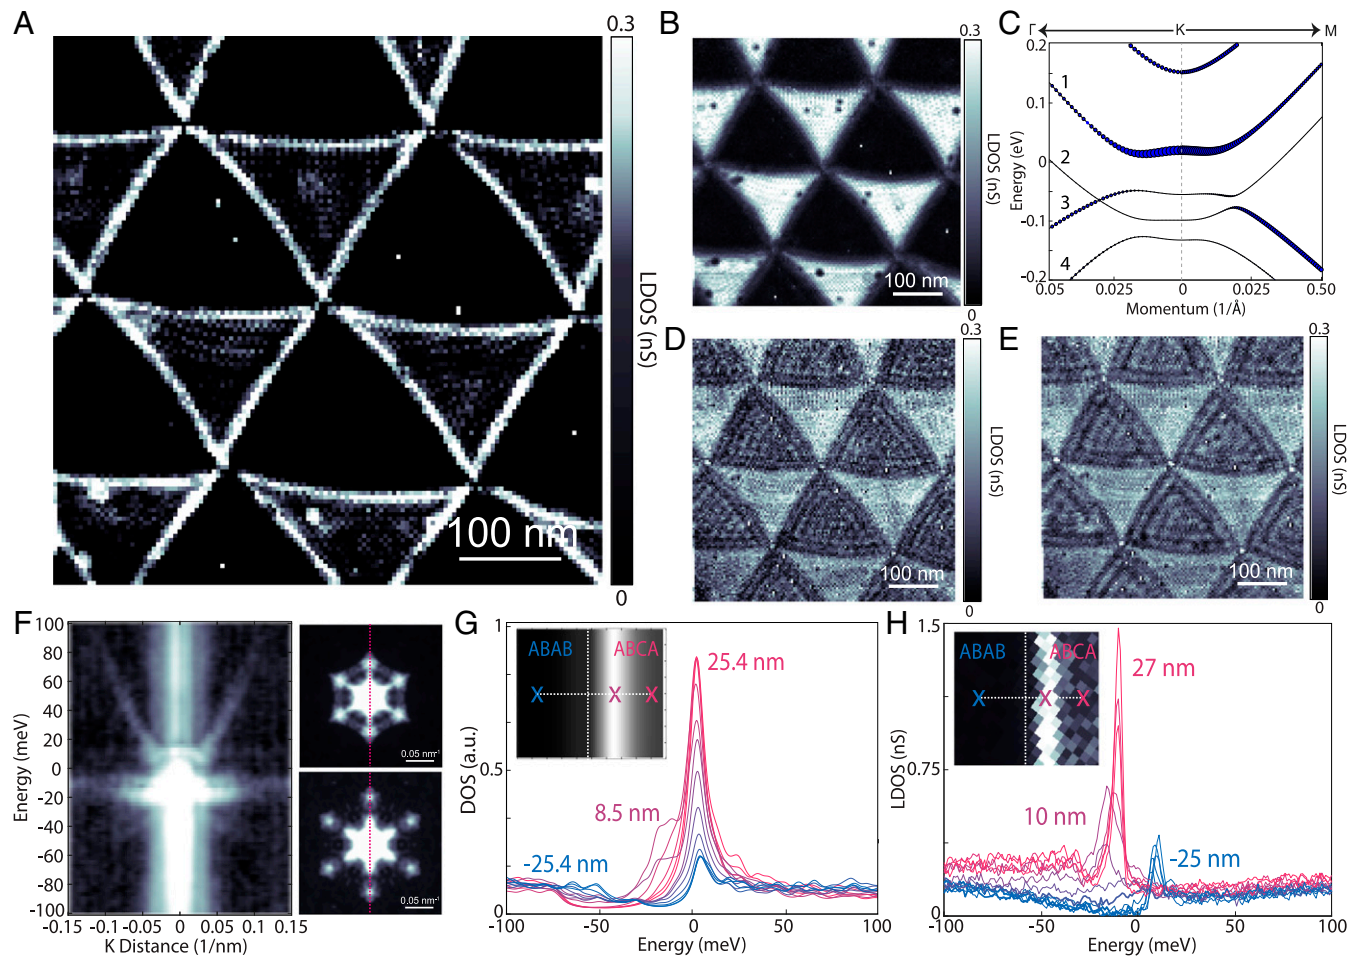 A
0.3
LDOS (nS)
0
100 nm
B
0.3
LDOS (nS)
0
100 nm
C
Γ
K
M
0.2
0.1
0
-0.1
-0.2
Energy (eV)
1
2
3
4
0.05
0.025
0
0.025
0.50
Momentum (1/Å)
D
0.3
LDOS (nS)
0
100 nm
E
0.3
LDOS (nS)
0
100 nm
F
100
80
60
40
20
0
-20
-40
-60
-80
-100
Energy (meV)
-0.15
-0.10
-0.05
0
0.05
0.10
0.15
K Distance (1/nm)
0.05 nm⁻¹
0.05 nm⁻¹
G
1
0.5
0
DOS (a.u.)
ABAB
ABCA
X
X
X
25.4 nm
8.5 nm
-25.4 nm
-100
-50
0
50
100
Energy (meV)
H
1.5
0.75
0
LDOS (nS)
ABAB
ABCA
X
X
X
27 nm
10 nm
-25 nm
-100
-50
0
50
100
Energy (meV)